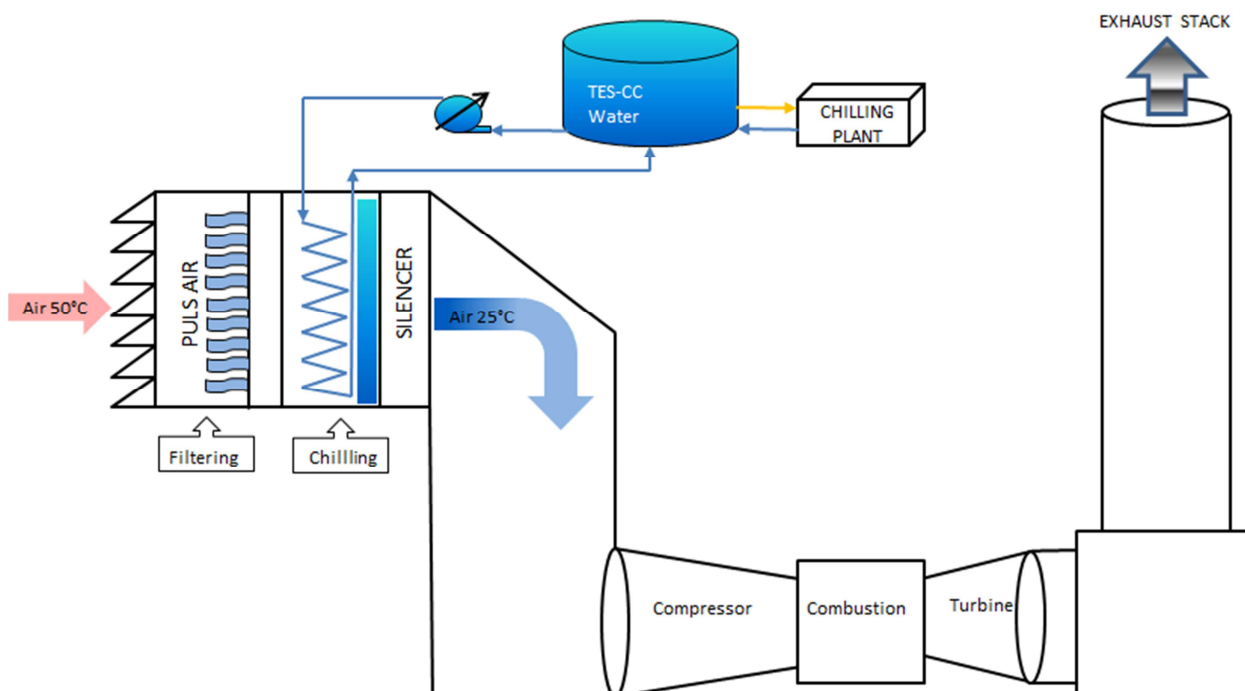 EXHAUST STACK
TES-CC
Water
CHILLING
PLANT
PULS AIR
SILENCER
Air 50°C
Air 25°C
Filtering
Chillling
Compressor
Combustion
Turbine